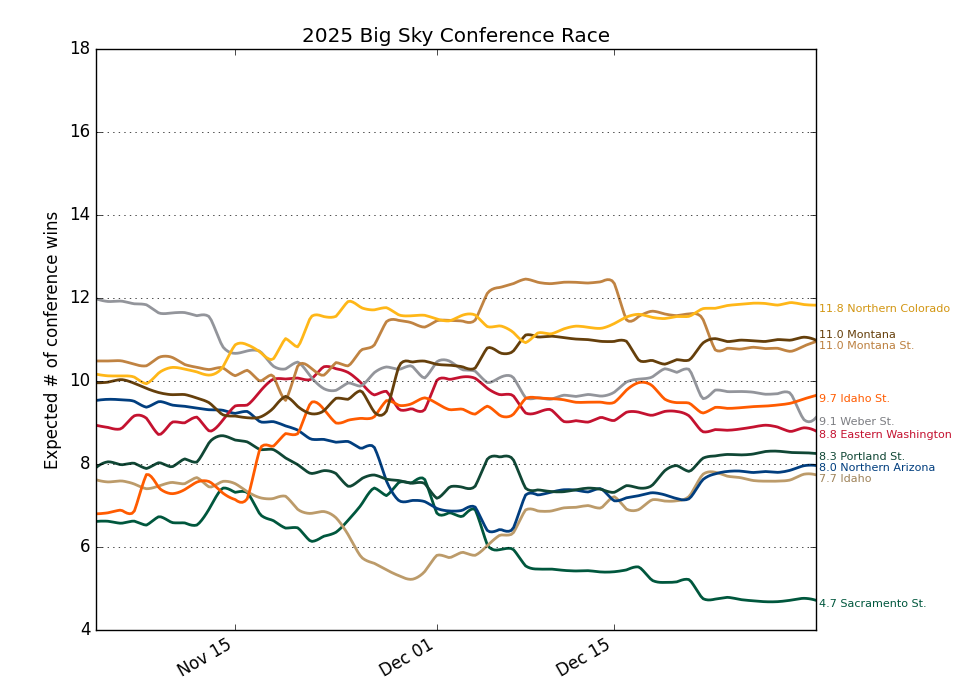 2025 Big Sky Conference Race
Expected # of conference wins
18
16
14
12
10
8
6
4
Nov 15
Dec 01
Dec 15
11.8 Northern Colorado
11.0 Montana
11.0 Montana St.
9.7 Idaho St.
9.1 Weber St.
8.8 Eastern Washington
8.3 Portland St.
8.0 Northern Arizona
7.7 Idaho
4.7 Sacramento St.